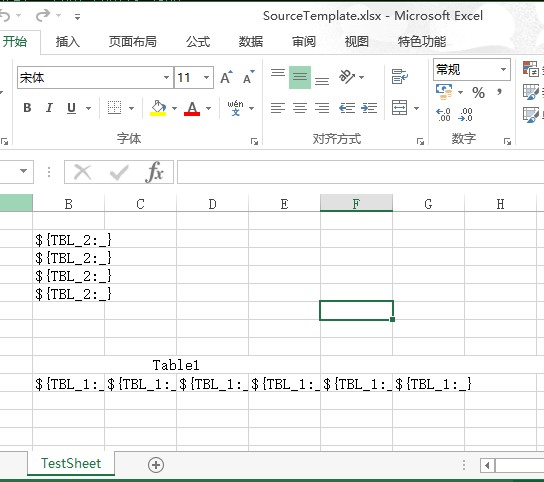 SourceTemplate.xlsx - Microsoft Excel
开始 插入 页面布局 公式 数据 审阅 视图 特色功能
宋体 11 A A 常规
B I U A wén 文 % ,
.00 .0 .00
字体 对齐方式 数字
fx
B C D E F G H
${TBL_2:_}
${TBL_2:_}
${TBL_2:_}
${TBL_2:_}
Table1
${TBL_1:_ ${TBL_1:_ ${TBL_1:_ ${TBL_1:_ ${TBL_1:_ ${TBL_1:_}
TestSheet